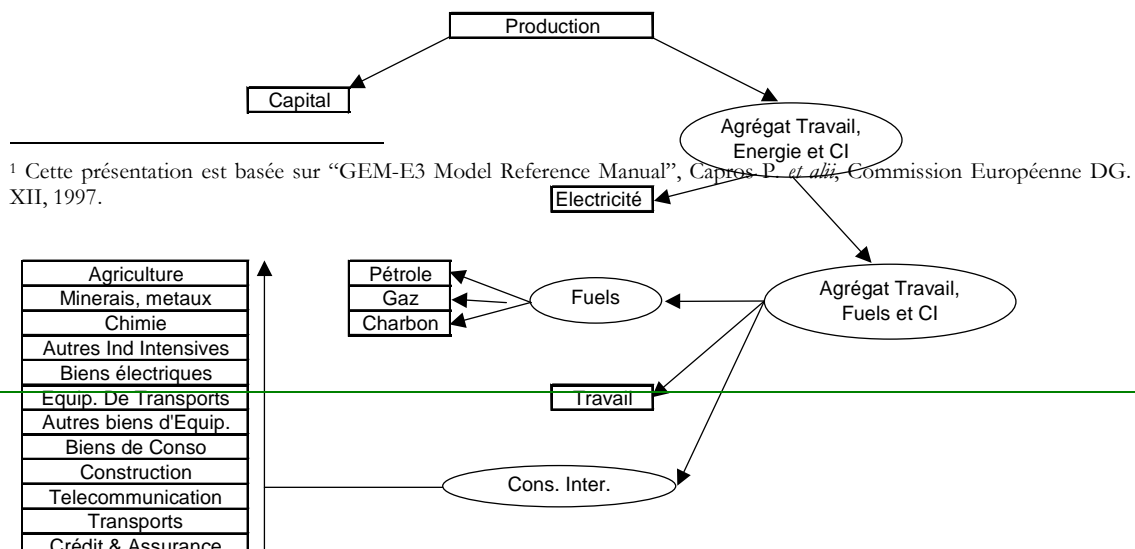 Production
Capital
Agrégat Travail,
Energie et CI
1 Cette présentation est basée sur “GEM-E3 Model Reference Manual”, Capros P. et alii, Commission Européenne DG.
XII, 1997.
Electricité
Agriculture
Minerais, metaux
Chimie
Autres Ind Intensives
Biens électriques
Equip. De Transports
Autres biens d'Equip.
Biens de Conso
Construction
Telecommunication
Transports
Crédit & Assurance
Pétrole
Gaz
Charbon
Fuels
Agrégat Travail,
Fuels et CI
Travail
Cons. Inter.